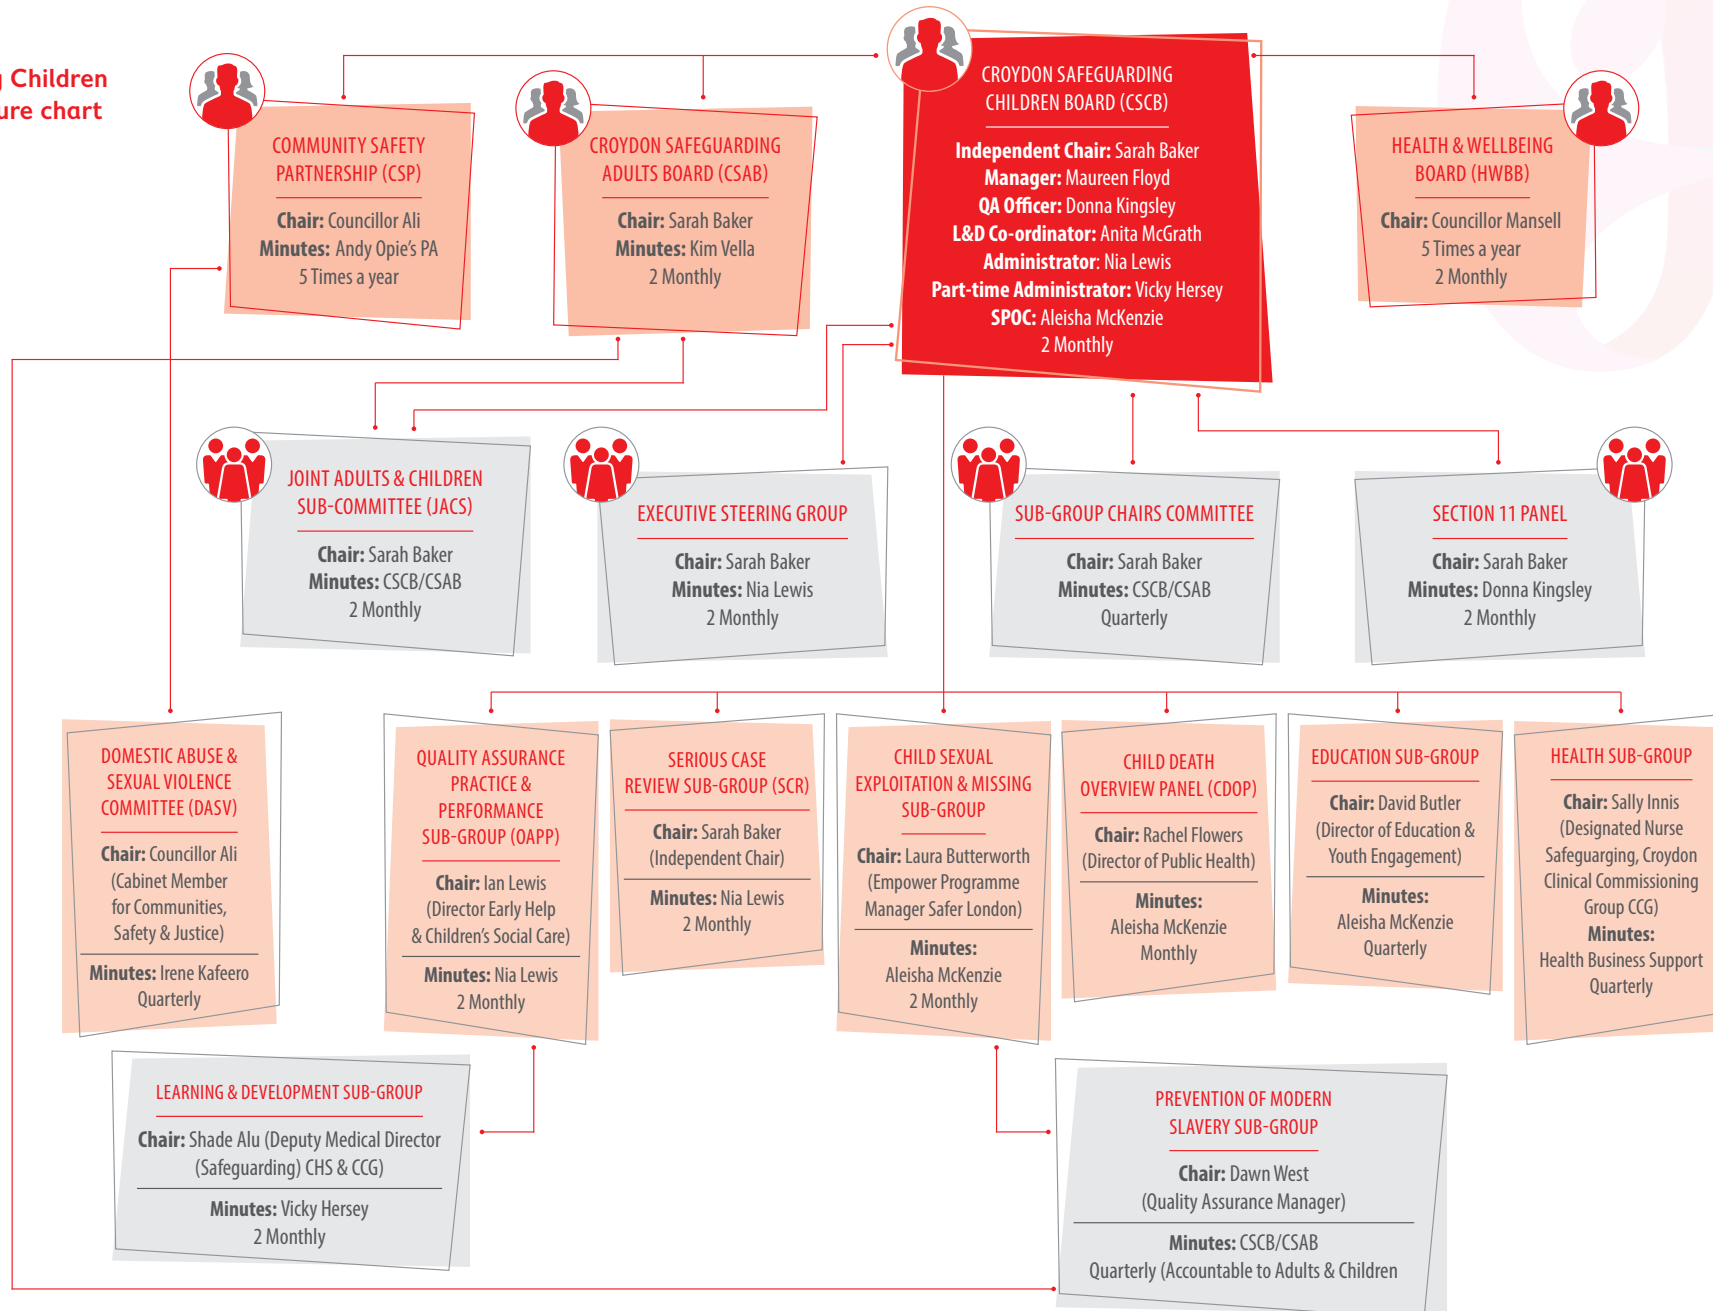 g Children
ure chart
COMMUNITY SAFETY
PARTNERSHIP (CSP)
Chair: Councillor Ali
Minutes: Andy Opie's PA
5 Times a year
CROYDON SAFEGUARDING
ADULTS BOARD (CSAB)
Chair: Sarah Baker
Minutes: Kim Vella
2 Monthly
CROYDON SAFEGUARDING
CHILDREN BOARD (CSCB)
Independent Chair: Sarah Baker
Manager: Maureen Floyd
QA Officer: Donna Kingsley
L&D Co-ordinator: Anita McGrath
Administrator: Nia Lewis
Part-time Administrator: Vicky Hersey
SPOC: Aleisha McKenzie
2 Monthly
HEALTH & WELLBEING
BOARD (HWBB)
Chair: Councillor Mansell
5 Times a year
2 Monthly
JOINT ADULTS & CHILDREN
SUB-COMMITTEE (JACS)
Chair: Sarah Baker
Minutes: CSCB/CSAB
2 Monthly
EXECUTIVE STEERING GROUP
Chair: Sarah Baker
Minutes: Nia Lewis
2 Monthly
SUB-GROUP CHAIRS COMMITTEE
Chair: Sarah Baker
Minutes: CSCB/CSAB
Quarterly
SECTION 11 PANEL
Chair: Sarah Baker
Minutes: Donna Kingsley
2 Monthly
DOMESTIC ABUSE &
SEXUAL VIOLENCE
COMMITTEE (DASV)
Chair: Councillor Ali
(Cabinet Member
for Communities,
Safety & Justice)
Minutes: Irene Kafeero
Quarterly
QUALITY ASSURANCE
PRACTICE &
PERFORMANCE
SUB-GROUP (OAPP)
Chair: Ian Lewis
(Director Early Help
& Children's Social Care)
Minutes: Nia Lewis
2 Monthly
SERIOUS CASE
REVIEW SUB-GROUP (SCR)
Chair: Sarah Baker
(Independent Chair)
Minutes: Nia Lewis
2 Monthly
CHILD SEXUAL
EXPLOITATION & MISSING
SUB-GROUP
Chair: Laura Butterworth
(Empower Programme
Manager Safer London)
Minutes:
Aleisha McKenzie
2 Monthly
CHILD DEATH
OVERVIEW PANEL (CDOP)
Chair: Rachel Flowers
(Director of Public Health)
Minutes:
Aleisha McKenzie
Monthly
EDUCATION SUB-GROUP
Chair: David Butler
(Director of Education &
Youth Engagement)
Minutes:
Aleisha McKenzie
Quarterly
HEALTH SUB-GROUP
Chair: Sally Innis
(Designated Nurse
Safeguarging, Croydon
Clinical Commissioning
Group CCG)
Minutes:
Health Business Support
Quarterly
LEARNING & DEVELOPMENT SUB-GROUP
Chair: Shade Alu (Deputy Medical Director
(Safeguarding) CHS & CCG)
Minutes: Vicky Hersey
2 Monthly
PREVENTION OF MODERN
SLAVERY SUB-GROUP
Chair: Dawn West
(Quality Assurance Manager)
Minutes: CSCB/CSAB
Quarterly (Accountable to Adults & Children